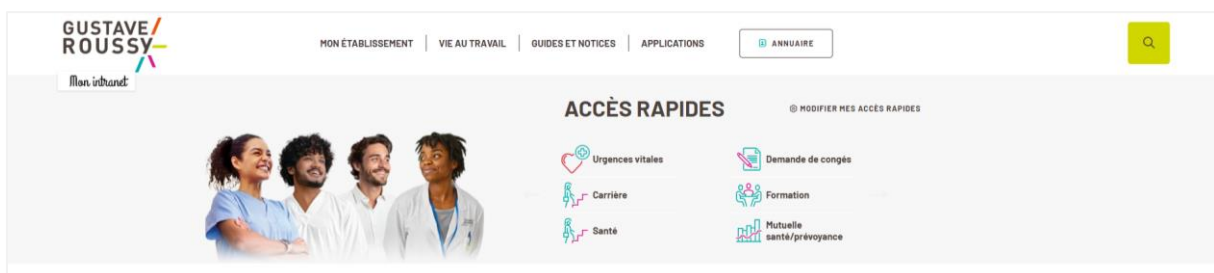 GUSTAVE/
ROUSSY
Mon intranet
MON ÉTABLISSEMENT
VIE AU TRAVAIL
GUIDES ET NOTICES
APPLICATIONS
ANNUAIRE
ACCÈS RAPIDES
MODIFIER MES ACCÈS RAPIDES
Urgences vitales
Demande de congés
Carrière
Formation
Santé
Mutuelle
santé/prévoyance